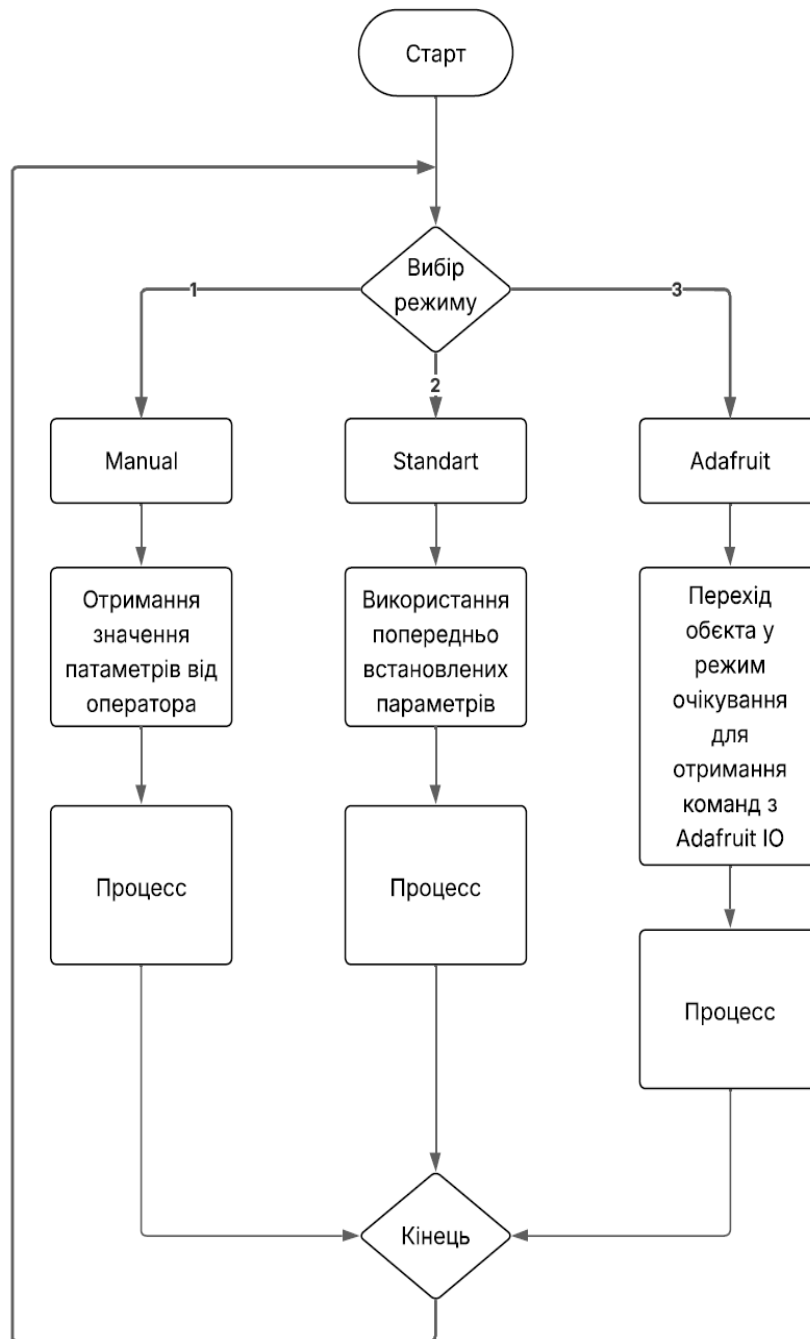 Старт
Вибір
режиму
1
2
3
Manual
Standart
Adafruit
Отримання
значення
патаметрів від
оператора
Використання
попередньо
встановлених
параметрів
Перехід
обєкта у
режим
очікування
для
отримання
команд з
Adafruit IO
Процесс
Процесс
Процесс
Кінець